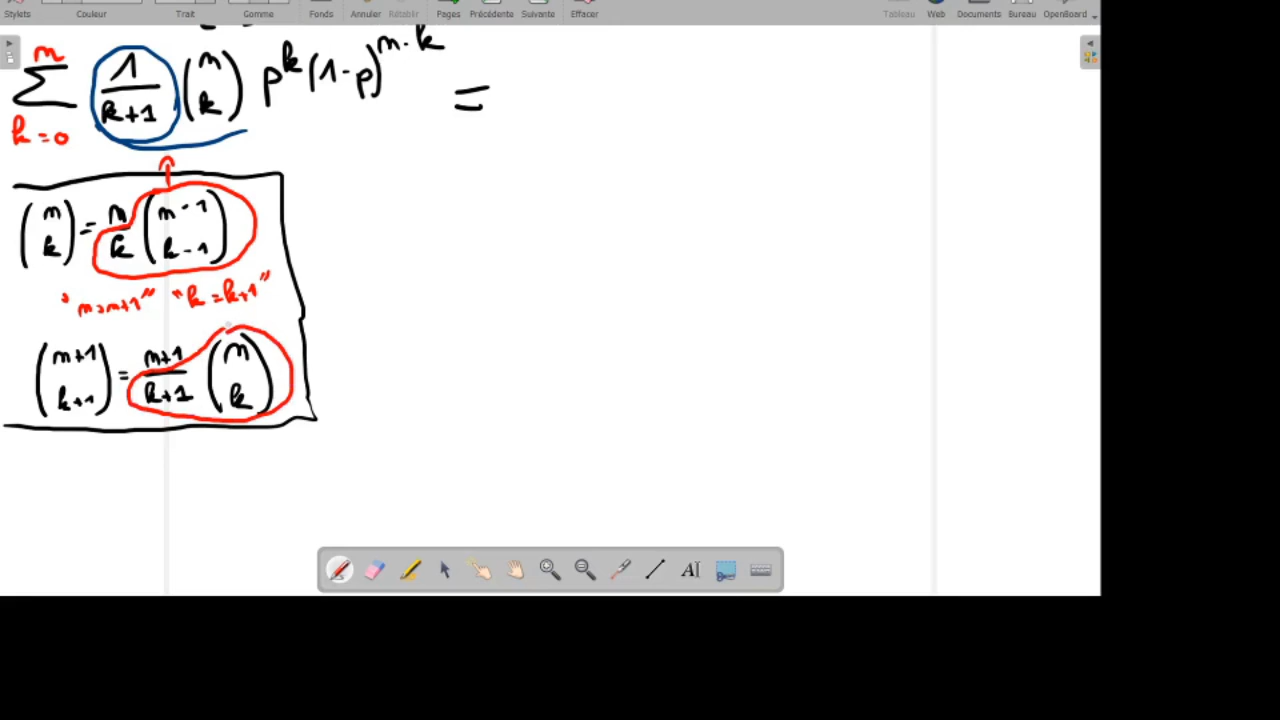 Stylets Couleur Trait Gomme Fonds Annuler Rétablir Pages Précédente Suivante Effacer Tableau Web Documents Bureau OpenBoard
n
∑ 1/(k+1) (n k) p^k (1-p)^(n-k) =
k=0
(n k) = n/k (n-1 k-1)
"n=n+1" "k=k+1"
(n+1 k+1) = (n+1)/(k+1) (n k)
AI